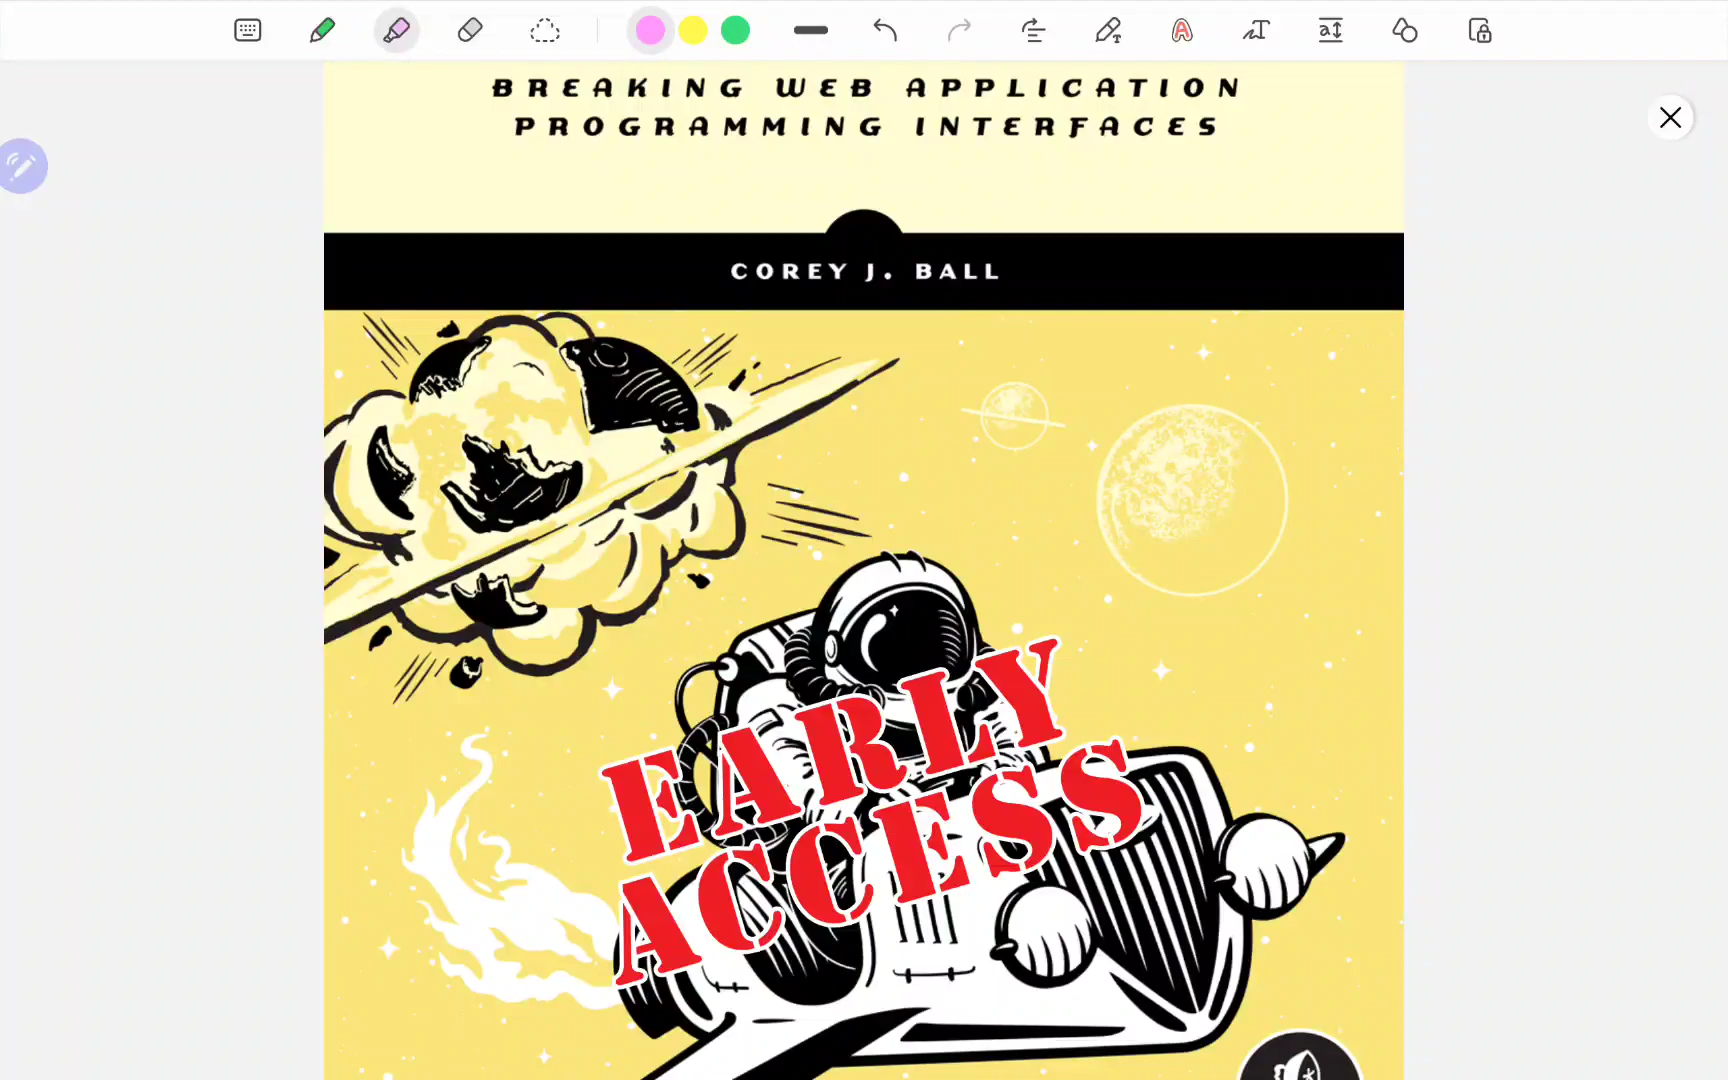 BREAKING WEB APPLICATION
PROGRAMMING INTERFACES
COREY J. BALL
EARLY
ACCESS